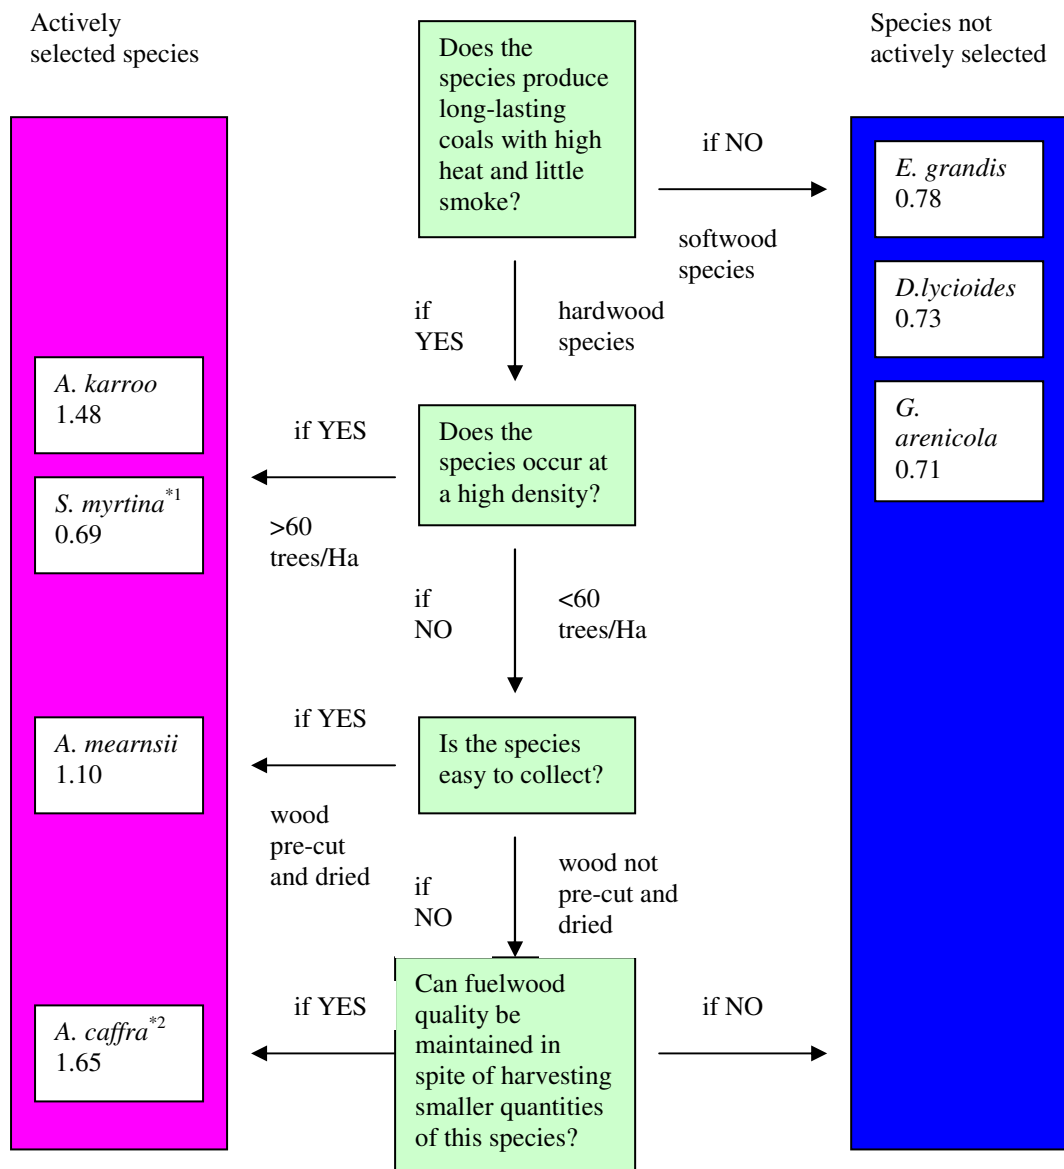 Actively
selected species
Species not
actively selected
Does the
species produce
long-lasting
coals with high
heat and little
smoke?
if NO
softwood
species
E. grandis
0.78
D.lycioides
0.73
G.
arenicola
0.71
if
YES
hardwood
species
A. karroo
1.48
S. myrtina*1
0.69
if YES
>60
trees/Ha
Does the
species occur at
a high density?
if
NO
<60
trees/Ha
A. mearnsii
1.10
if YES
wood
pre-cut
and dried
Is the species
easy to collect?
if
NO
wood not
pre-cut and
dried
A. caffra*2
1.65
if YES
Can fuelwood
quality be
maintained in
spite of harvesting
smaller quantities
of this species?
if NO